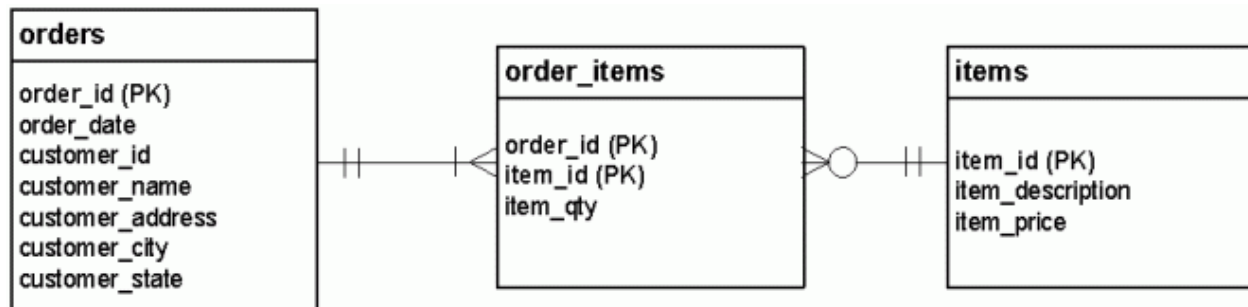 orders
order_id (PK)
order_date
customer_id
customer_name
customer_address
customer_city
customer_state
order_items
order_id (PK)
item_id (PK)
item_qty
items
item_id (PK)
item_description
item_price